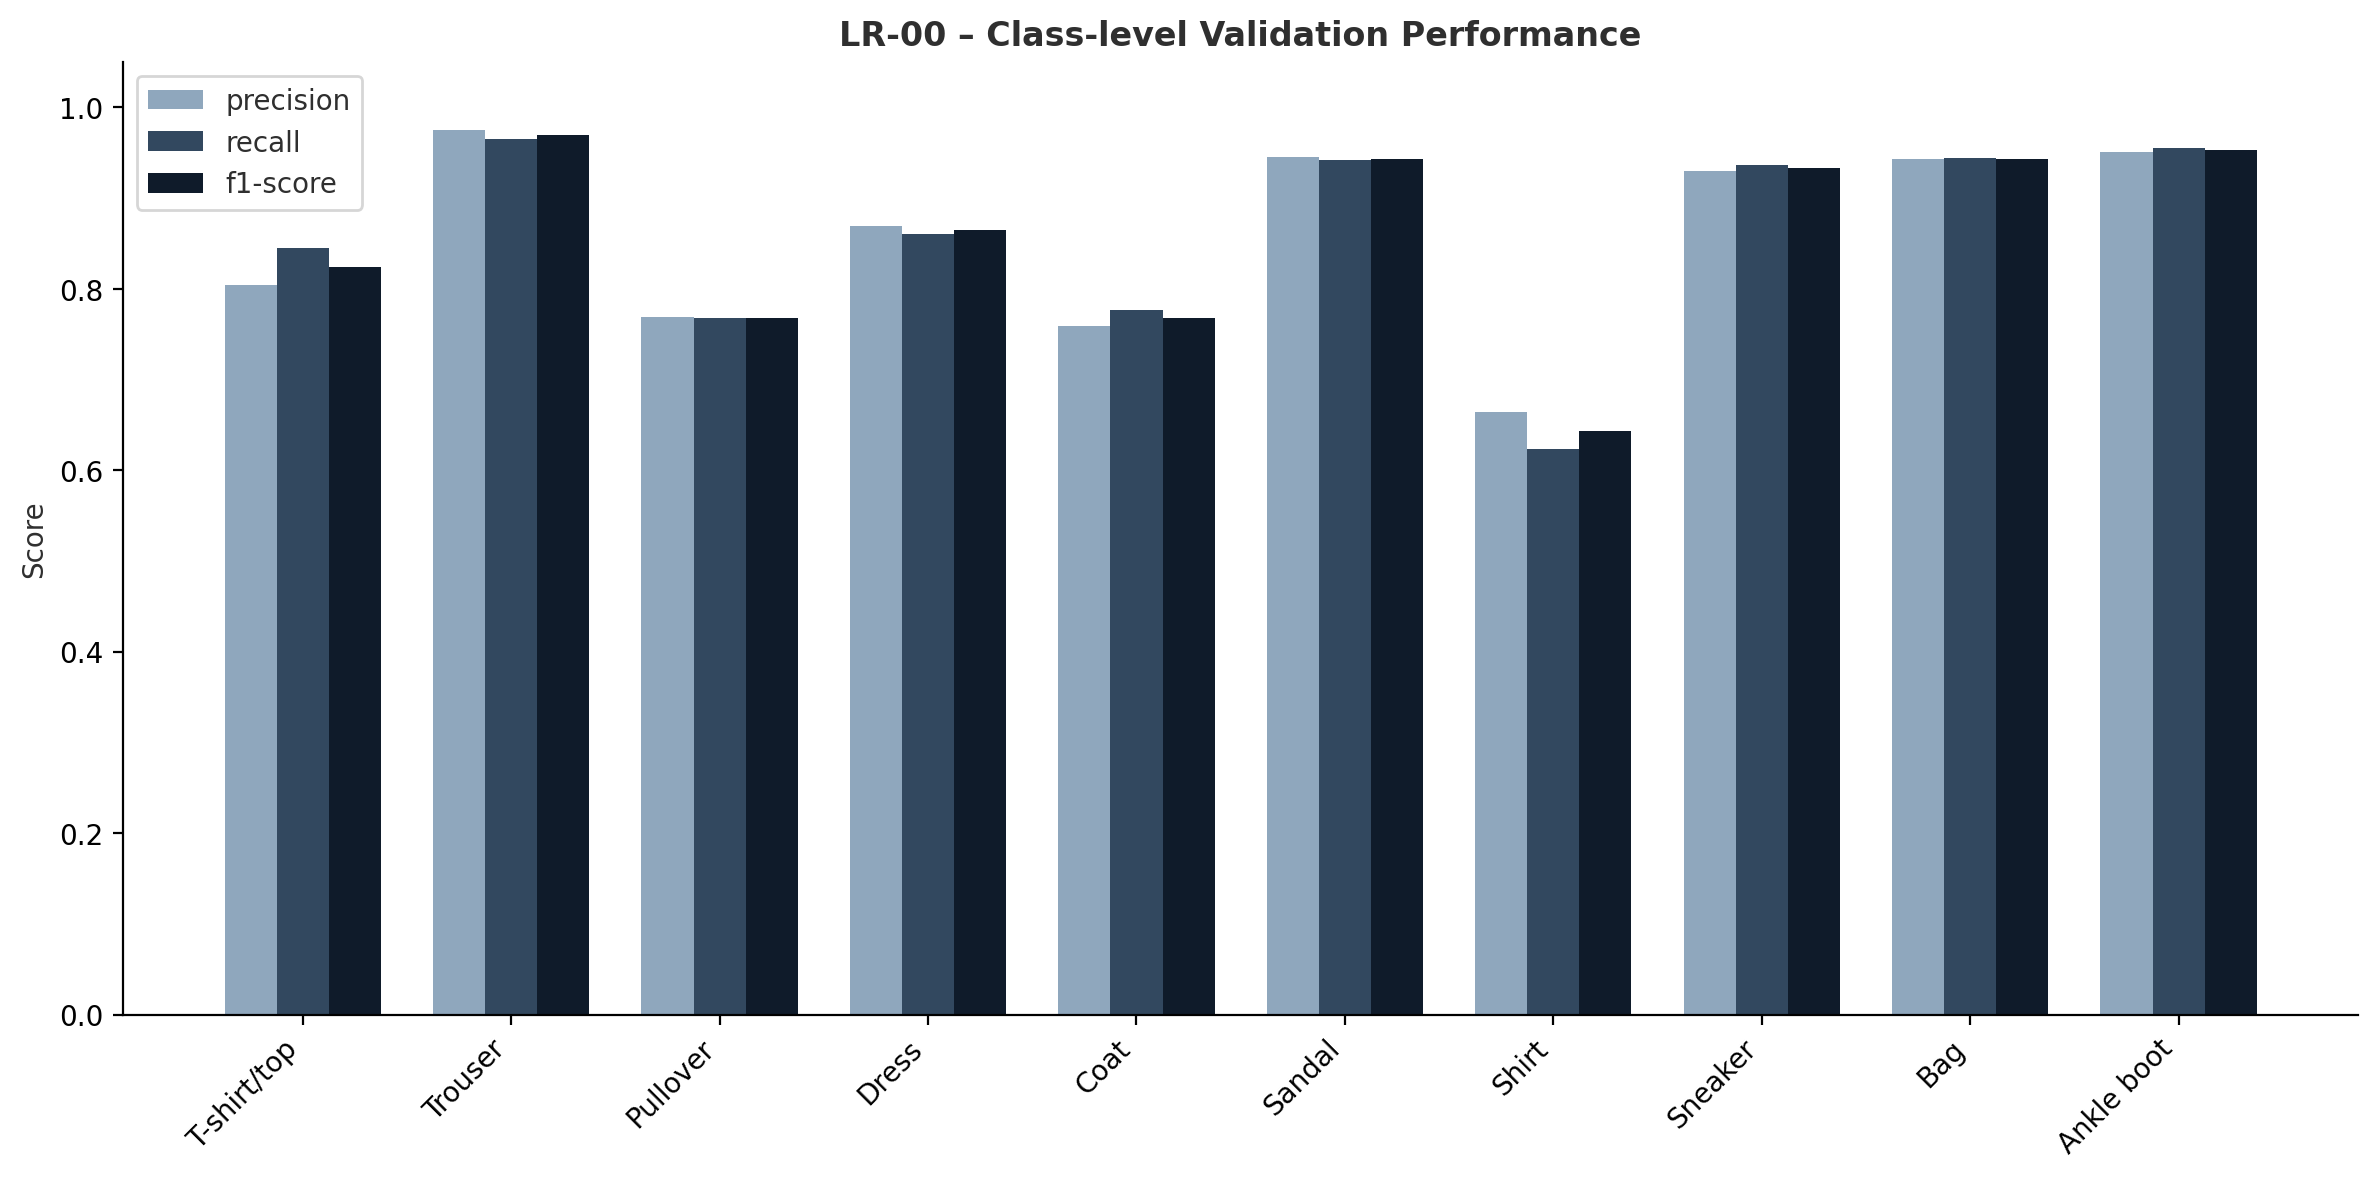 LR-00 – Class-level Validation Performance
precision
recall
f1-score
Score
1.0
0.8
0.6
0.4
0.2
0.0
T-shirt/top
Trouser
Pullover
Dress
Coat
Sandal
Shirt
Sneaker
Bag
Ankle boot